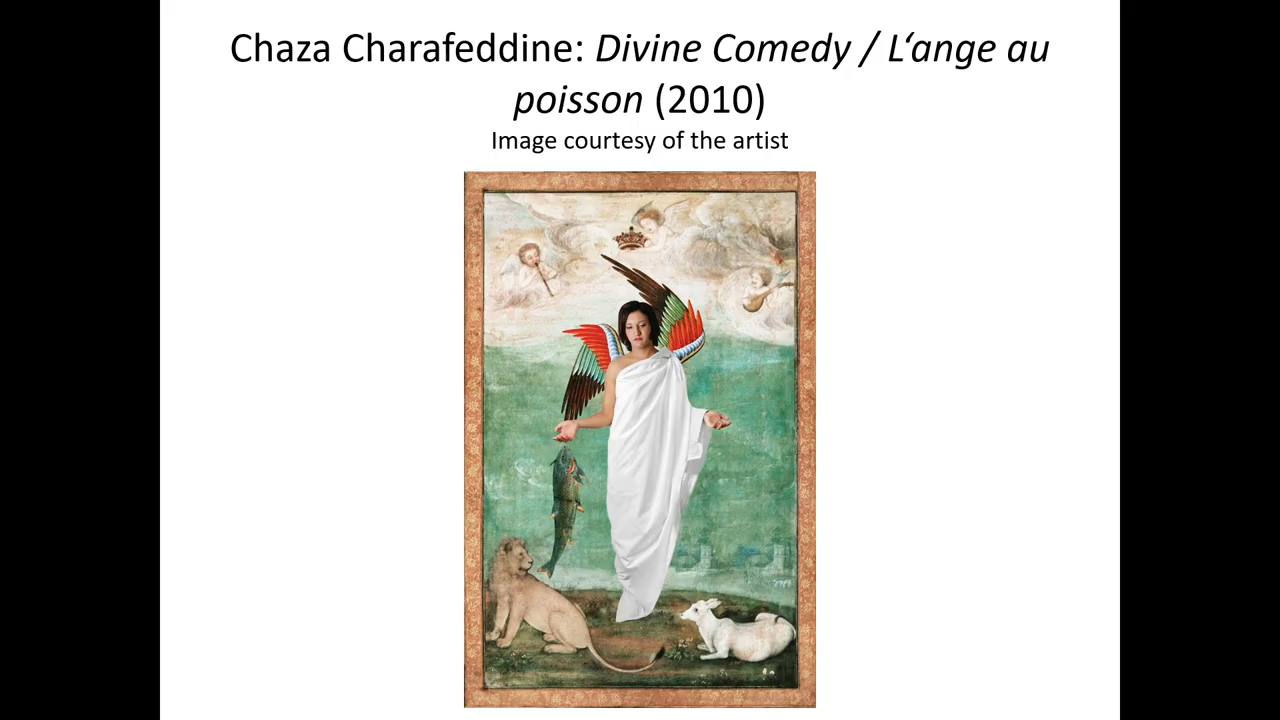 Chaza Charafeddine: Divine Comedy / L‘ange au
poisson (2010)
Image courtesy of the artist